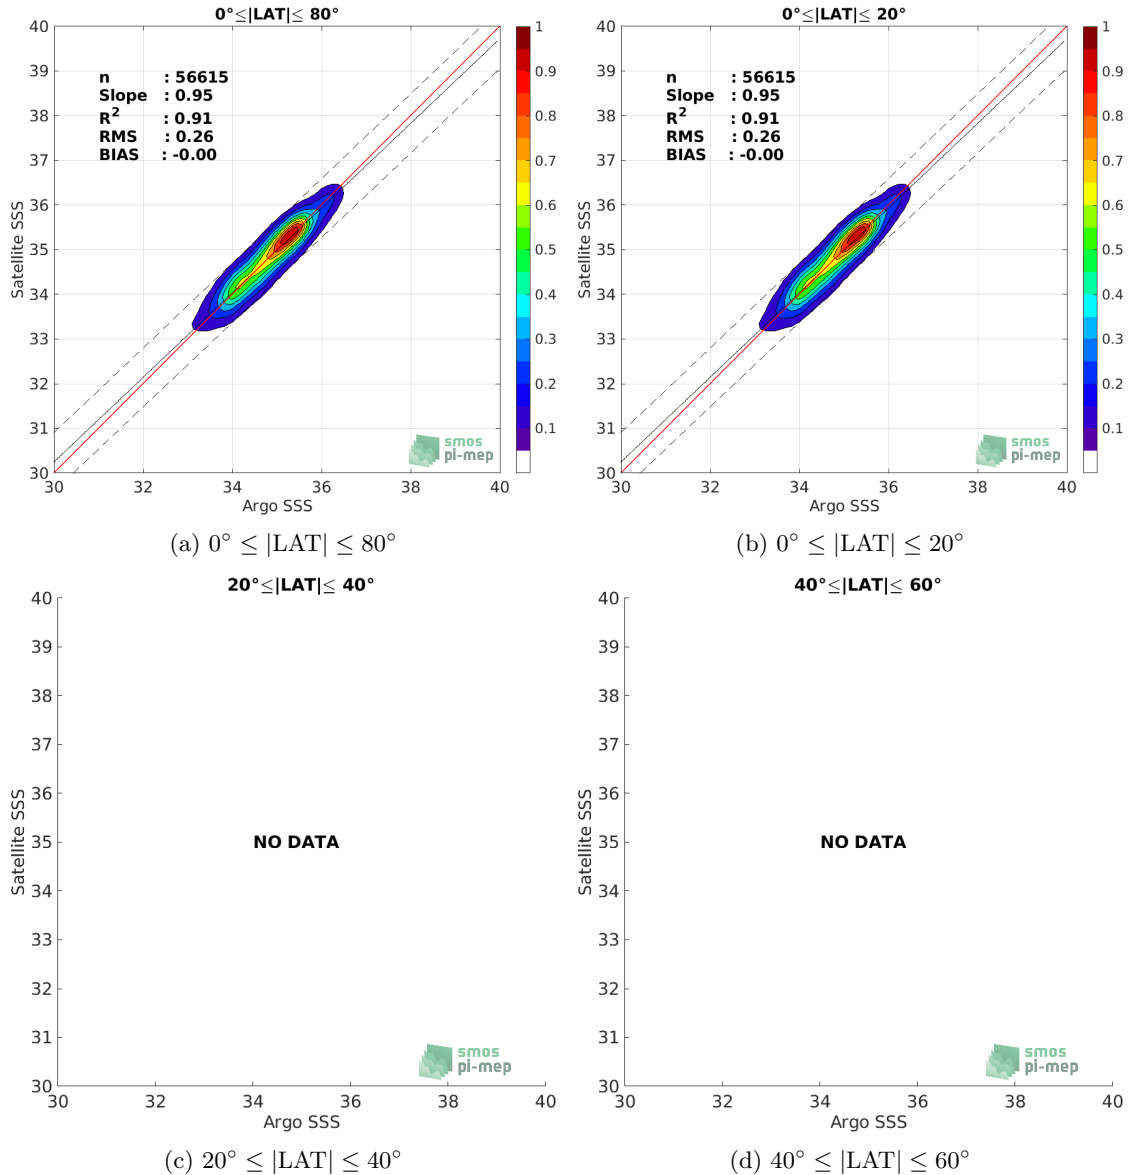 0°≤|LAT|≤ 80°
40
39
38
37
36
35
34
33
32
31
30
Satellite SSS
n : 56615
Slope : 0.95
R² : 0.91
RMS : 0.26
BIAS : -0.00
smos
pi-mep
30 32 34 36 38 40
Argo SSS
1
0.9
0.8
0.7
0.6
0.5
0.4
0.3
0.2
0.1
(a) 0° ≤ |LAT| ≤ 80°
0°≤|LAT|≤ 20°
40
39
38
37
36
35
34
33
32
31
30
Satellite SSS
n : 56615
Slope : 0.95
R² : 0.91
RMS : 0.26
BIAS : -0.00
smos
pi-mep
30 32 34 36 38 40
Argo SSS
1
0.9
0.8
0.7
0.6
0.5
0.4
0.3
0.2
0.1
(b) 0° ≤ |LAT| ≤ 20°
20°≤|LAT|≤ 40°
40
39
38
37
36
35
34
33
32
31
30
Satellite SSS
NO DATA
smos
pi-mep
30 32 34 36 38 40
Argo SSS
(c) 20° ≤ |LAT| ≤ 40°
40°≤|LAT|≤ 60°
40
39
38
37
36
35
34
33
32
31
30
Satellite SSS
NO DATA
smos
pi-mep
30 32 34 36 38 40
Argo SSS
(d) 40° ≤ |LAT| ≤ 60°